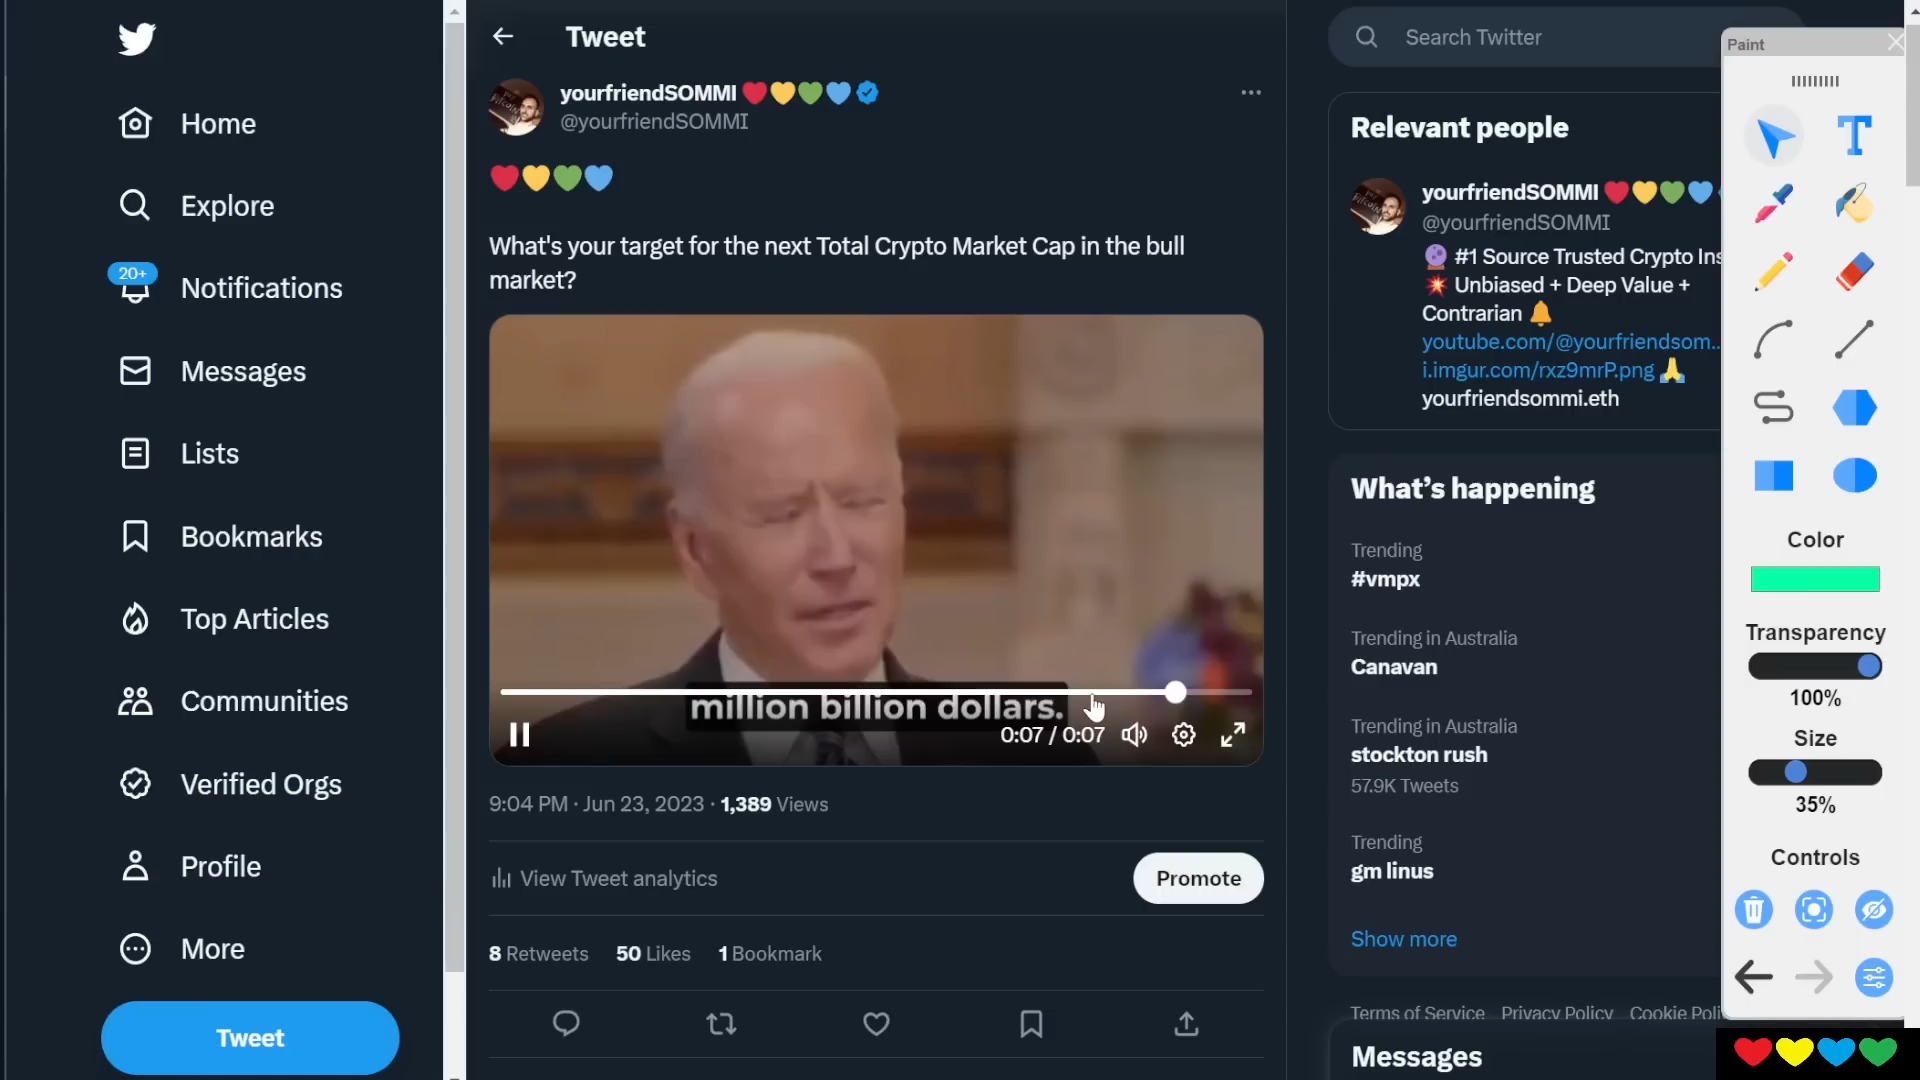 Home
Explore
20+
Notifications
Messages
Lists
Bookmarks
Top Articles
Communities
Verified Orgs
Profile
More
Tweet
Tweet
yourfriendSOMMI
@yourfriendSOMMI
What's your target for the next Total Crypto Market Cap in the bull
market?
million billion dollars.
0:07 / 0:07
9:04 PM · Jun 23, 2023 · 1,389 Views
View Tweet analytics
Promote
8 Retweets 50 Likes 1 Bookmark
Search Twitter
Relevant people
yourfriendSOMMI
@yourfriendSOMMI
#1 Source Trusted Crypto Ins
Unbiased + Deep Value +
Contrarian
youtube.com/@yourfriendsom...
i.imgur.com/rxz9mrP.png
yourfriendsommi.eth
What's happening
Trending
#vmpx
Trending in Australia
Canavan
Trending in Australia
stockton rush
57.9K Tweets
Trending
gm linus
Show more
Terms of Service Privacy Policy Cookie Poli
Messages
Paint
T
Color
Transparency
100%
Size
35%
Controls